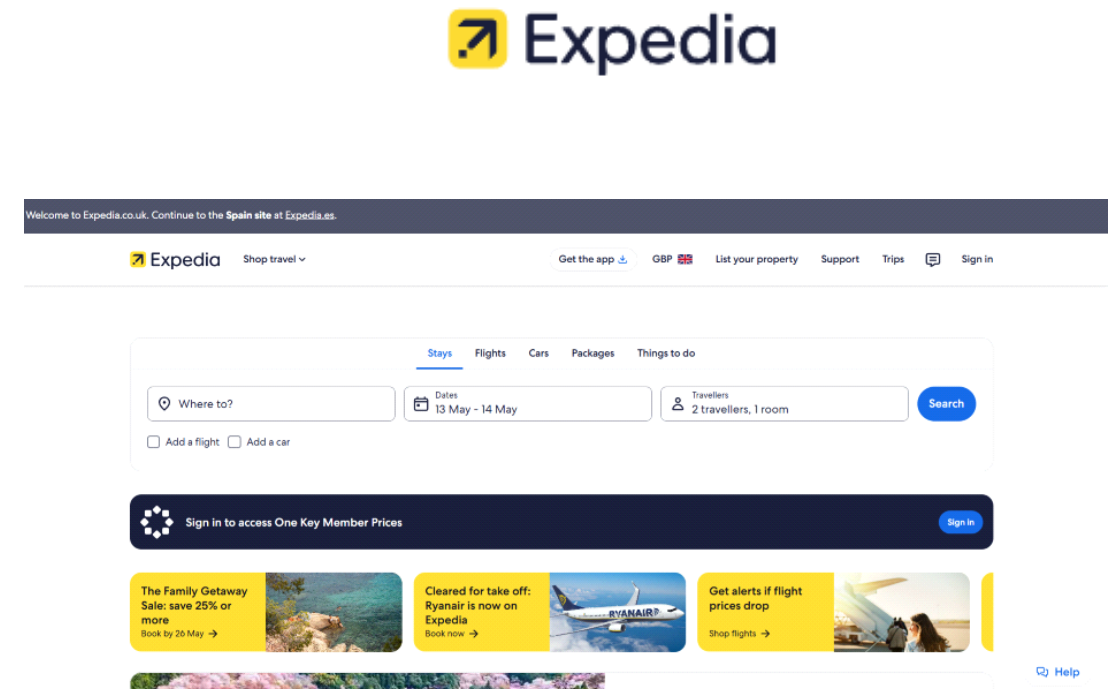 Expedia
Welcome to Expedia.co.uk. Continue to the Spain site at Expedia.es.
Expedia Shop travel Get the app GBP List your property Support Trips Sign in
Stays Flights Cars Packages Things to do
Where to?
Dates
13 May - 14 May
Travellers
2 travellers, 1 room
Search
Add a flight Add a car
Sign in to access One Key Member Prices Sign in
The Family Getaway
Sale: save 25% or
more
Book by 26 May →
Cleared for take off:
Ryanair is now on
Expedia
Book now →
RYANAIR
Get alerts if flight
prices drop
Shop flights →
Help